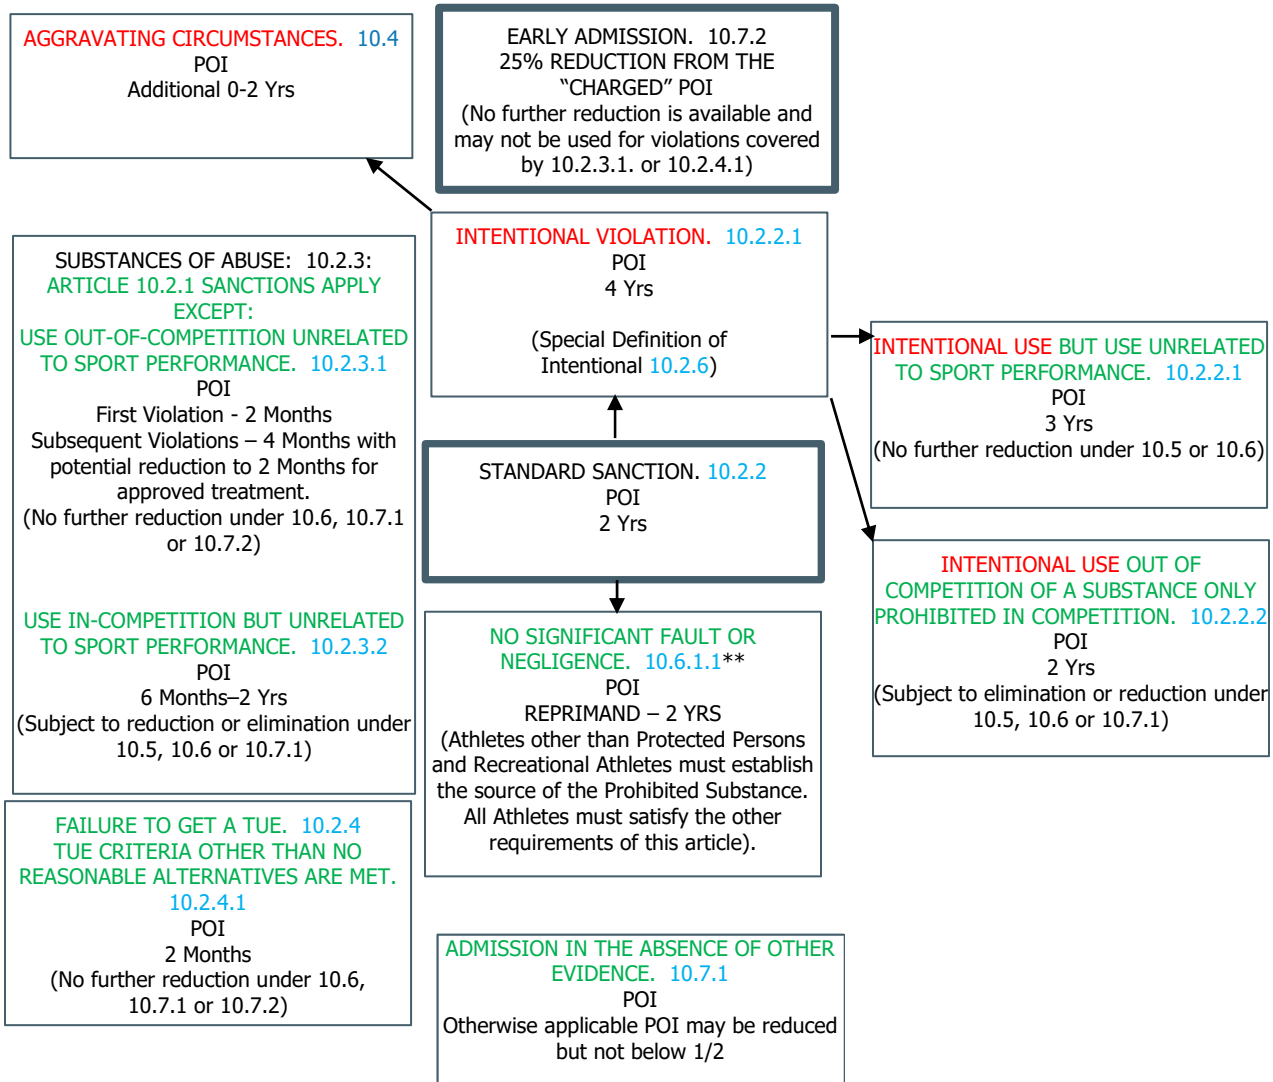 AGGRAVATING CIRCUMSTANCES. 10.4
POI
Additional 0-2 Yrs
EARLY ADMISSION. 10.7.2
25% REDUCTION FROM THE
“CHARGED” POI
(No further reduction is available and
may not be used for violations covered
by 10.2.3.1. or 10.2.4.1)
INTENTIONAL VIOLATION. 10.2.2.1
POI
4 Yrs
(Special Definition of
Intentional 10.2.6)
SUBSTANCES OF ABUSE: 10.2.3:
ARTICLE 10.2.1 SANCTIONS APPLY
EXCEPT:
USE OUT-OF-COMPETITION UNRELATED
TO SPORT PERFORMANCE. 10.2.3.1
POI
First Violation - 2 Months
Subsequent Violations – 4 Months with
potential reduction to 2 Months for
approved treatment.
(No further reduction under 10.6, 10.7.1
or 10.7.2)
USE IN-COMPETITION BUT UNRELATED
TO SPORT PERFORMANCE. 10.2.3.2
POI
6 Months–2 Yrs
(Subject to reduction or elimination under
10.5, 10.6 or 10.7.1)
INTENTIONAL USE BUT USE UNRELATED
TO SPORT PERFORMANCE. 10.2.2.1
POI
3 Yrs
(No further reduction under 10.5 or 10.6)
STANDARD SANCTION. 10.2.2
POI
2 Yrs
INTENTIONAL USE OUT OF
COMPETITION OF A SUBSTANCE ONLY
PROHIBITED IN COMPETITION. 10.2.2.2
POI
2 Yrs
(Subject to elimination or reduction under
10.5, 10.6 or 10.7.1)
NO SIGNIFICANT FAULT OR
NEGLIGENCE. 10.6.1.1**
POI
REPRIMAND – 2 YRS
(Athletes other than Protected Persons
and Recreational Athletes must establish
the source of the Prohibited Substance.
All Athletes must satisfy the other
requirements of this article).
FAILURE TO GET A TUE. 10.2.4
TUE CRITERIA OTHER THAN NO
REASONABLE ALTERNATIVES ARE MET.
10.2.4.1
POI
2 Months
(No further reduction under 10.6,
10.7.1 or 10.7.2)
ADMISSION IN THE ABSENCE OF OTHER
EVIDENCE. 10.7.1
POI
Otherwise applicable POI may be reduced
but not below 1/2